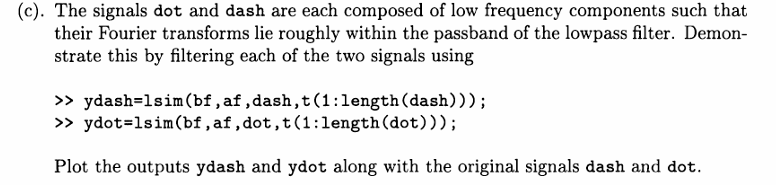 (c). The signals dot and dash are each composed of low frequency components such that
their Fourier transforms lie roughly within the passband of the lowpass filter. Demon-
strate this by filtering each of the two signals using
>> ydash=lsim(bf,af,dash,t(1:length(dash)));
>> ydot=lsim(bf,af,dot,t(1:length(dot)));
Plot the outputs ydash and ydot along with the original signals dash and dot.